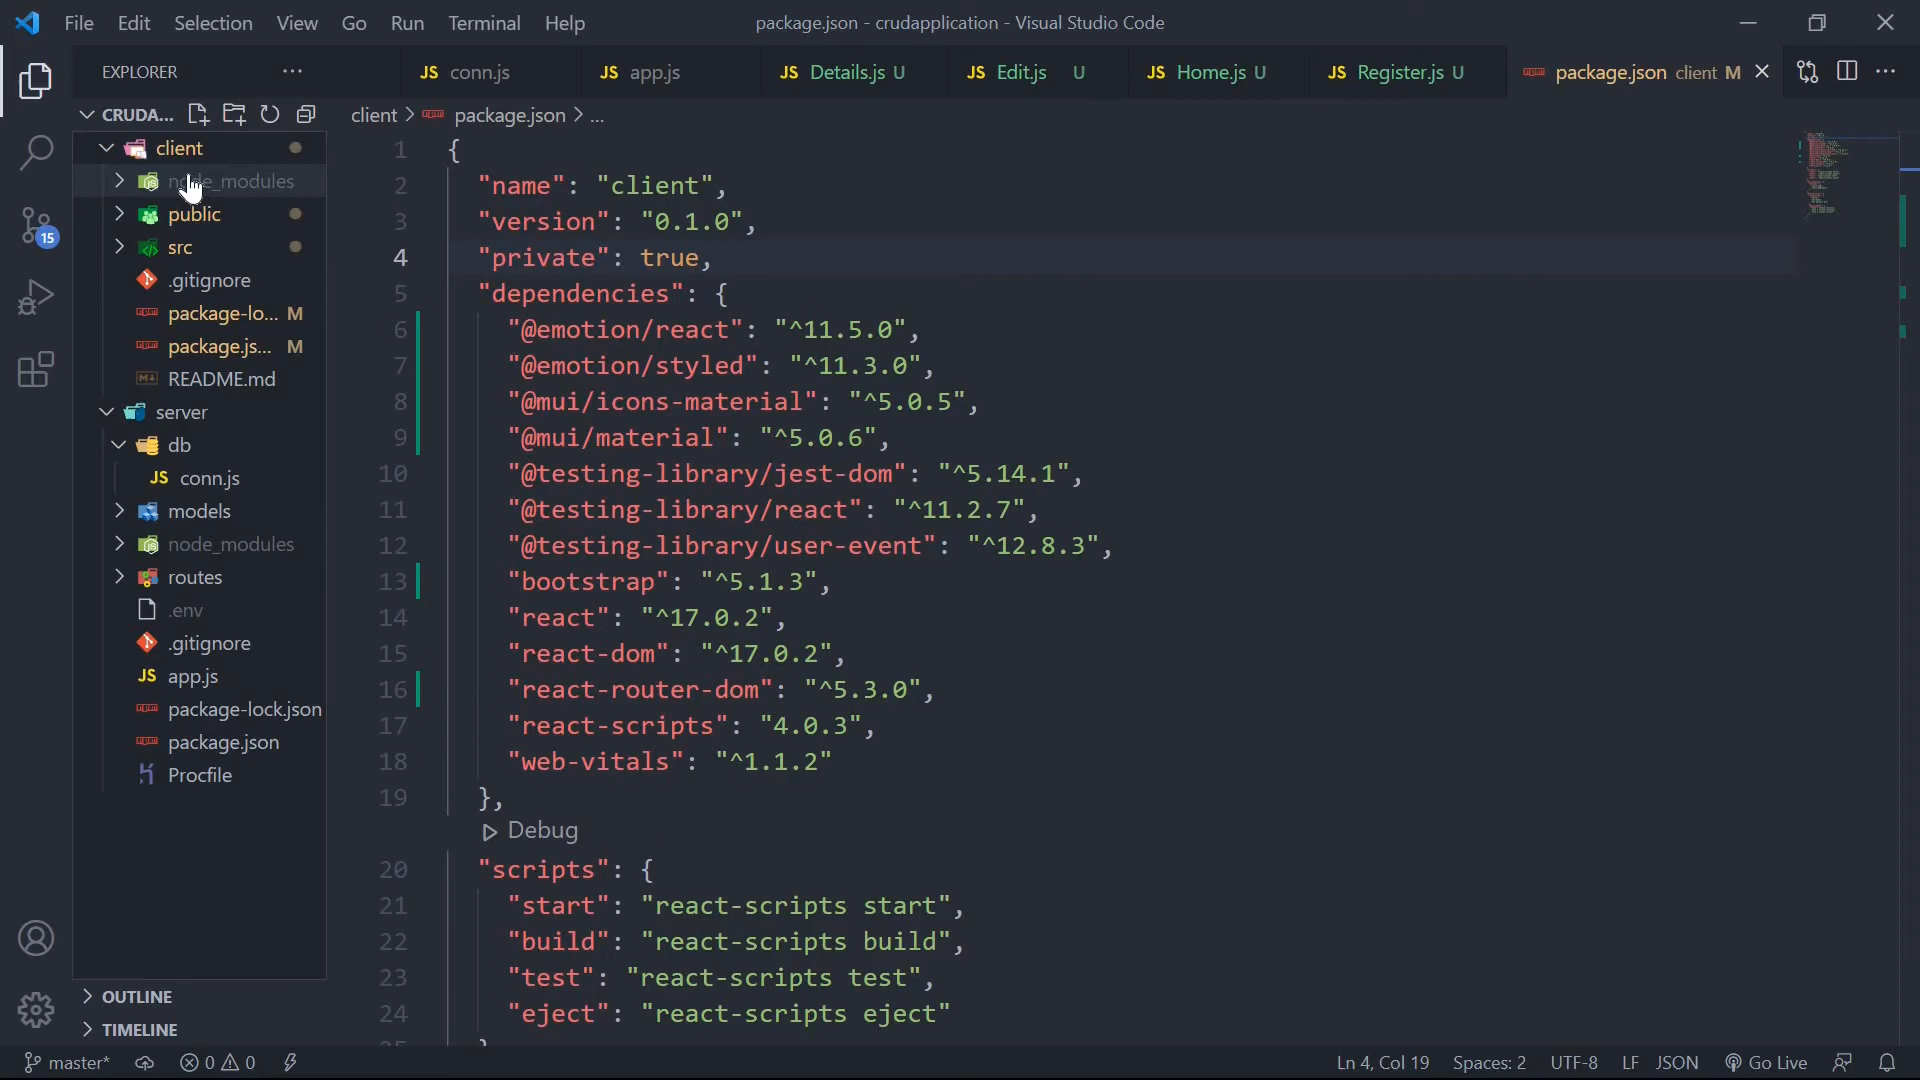 File Edit Selection View Go Run Terminal Help
package.json - crudapplication - Visual Studio Code
EXPLORER
JS conn.js
JS app.js
JS Details.js U
JS Edit.js U
JS Home.js U
JS Register.js U
package.json client M
CRUDA...
client > package.json > ...
client
node_modules
public
src
.gitignore
package-lo... M
package.js... M
README.md
server
db
JS conn.js
models
node_modules
routes
.env
.gitignore
JS app.js
package-lock.json
package.json
Procfile
OUTLINE
TIMELINE
15
1 {
2 "name": "client",
3 "version": "0.1.0",
4 "private": true,
5 "dependencies": {
6 "@emotion/react": "^11.5.0",
7 "@emotion/styled": "^11.3.0",
8 "@mui/icons-material": "^5.0.5",
9 "@mui/material": "^5.0.6",
10 "@testing-library/jest-dom": "^5.14.1",
11 "@testing-library/react": "^11.2.7",
12 "@testing-library/user-event": "^12.8.3",
13 "bootstrap": "^5.1.3",
14 "react": "^17.0.2",
15 "react-dom": "^17.0.2",
16 "react-router-dom": "^5.3.0",
17 "react-scripts": "4.0.3",
18 "web-vitals": "^1.1.2"
19 },
Debug
20 "scripts": {
21 "start": "react-scripts start",
22 "build": "react-scripts build",
23 "test": "react-scripts test",
24 "eject": "react-scripts eject"
master* 0 0
Ln 4, Col 19 Spaces: 2 UTF-8 LF JSON Go Live